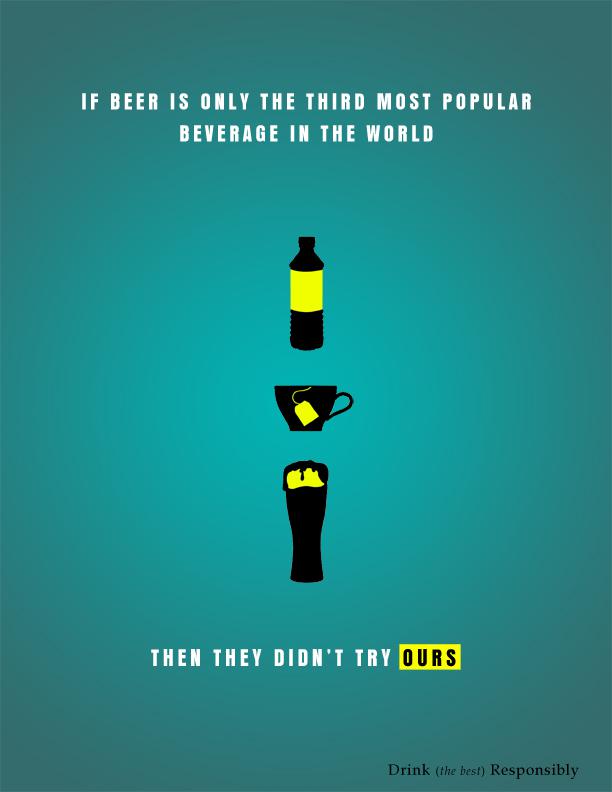 IF BEER IS ONLY THE THIRD MOST POPULAR
BEVERAGE IN THE WORLD
THEN THEY DIDN'T TRY OURS
Drink (the best) Responsibly